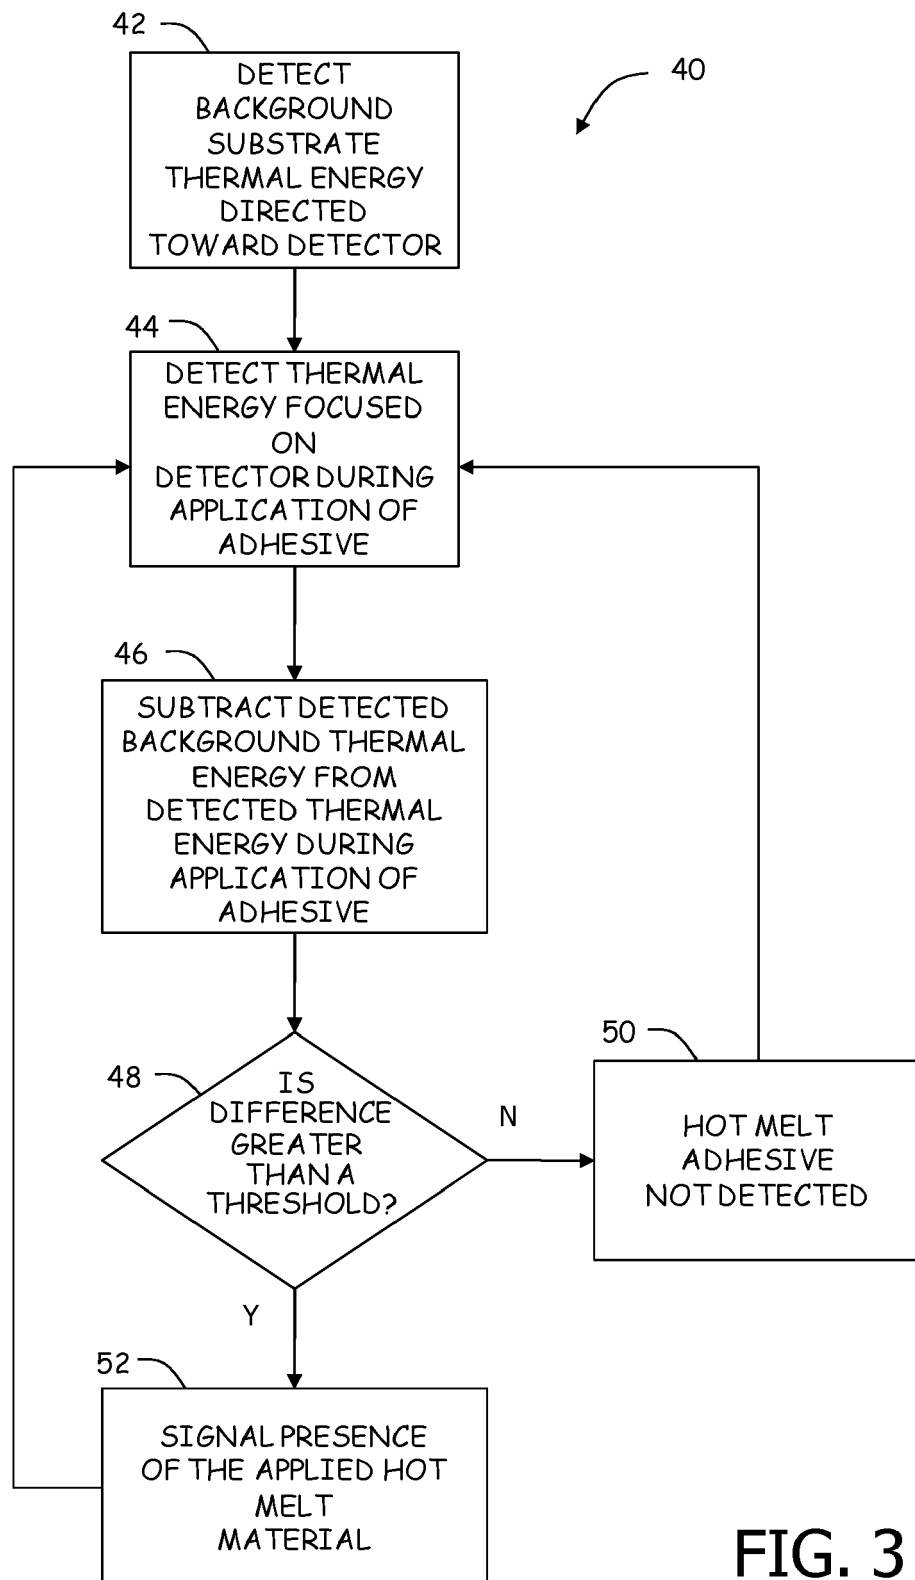 42
DETECT
BACKGROUND
SUBSTRATE
THERMAL ENERGY
DIRECTED
TOWARD DETECTOR
40
44
DETECT THERMAL
ENERGY FOCUSED
ON
DETECTOR DURING
APPLICATION OF
ADHESIVE
46
SUBTRACT DETECTED
BACKGROUND THERMAL
ENERGY FROM
DETECTED THERMAL
ENERGY DURING
APPLICATION OF
ADHESIVE
48
IS
DIFFERENCE
GREATER
THAN A
THRESHOLD?
N
50
HOT MELT
ADHESIVE
NOT DETECTED
Y
52
SIGNAL PRESENCE
OF THE APPLIED HOT
MELT
MATERIAL
FIG. 3